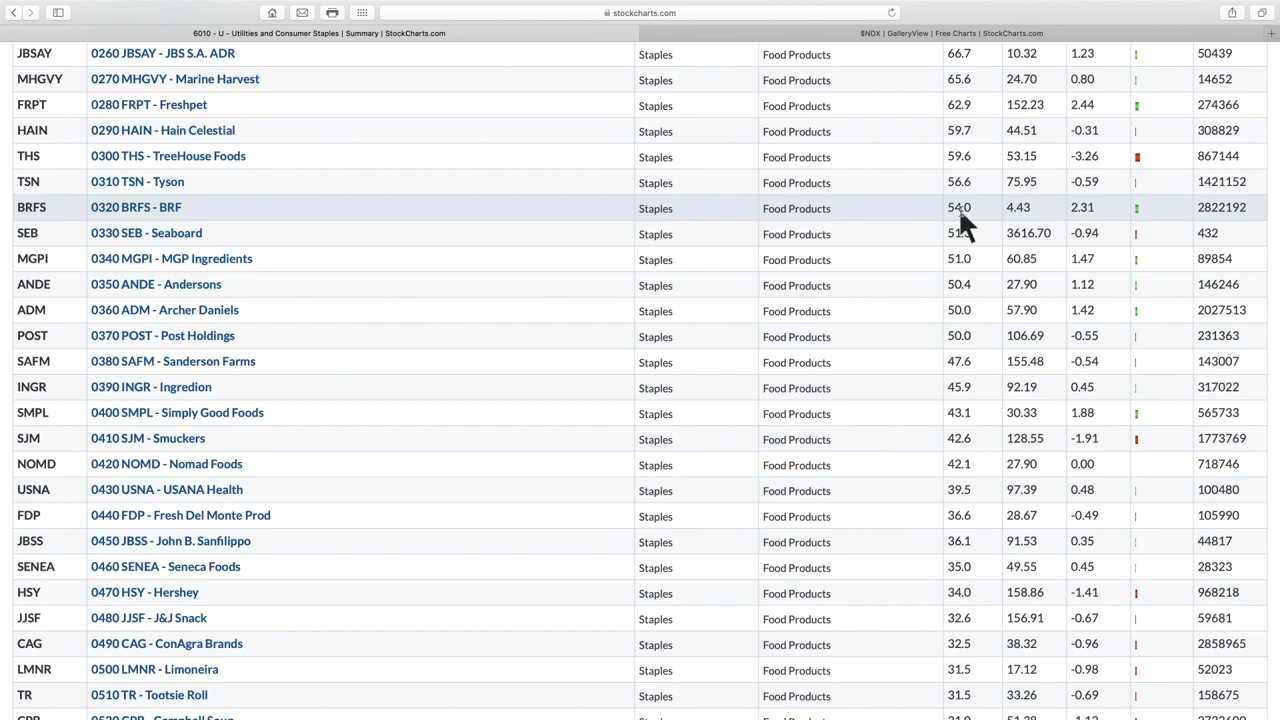 stockcharts.com
6010 - U - Utilities and Consumer Staples | Summary | StockCharts.com
$NDX | GalleryView | Free Charts | StockCharts.com
JBSAY 0260 JBSAY - JBS S.A. ADR Staples Food Products 66.7 10.32 1.23 50439
MHGVY 0270 MHGVY - Marine Harvest Staples Food Products 65.6 24.70 0.80 14652
FRPT 0280 FRPT - Freshpet Staples Food Products 62.9 152.23 2.44 274366
HAIN 0290 HAIN - Hain Celestial Staples Food Products 59.7 44.51 -0.31 308829
THS 0300 THS - TreeHouse Foods Staples Food Products 59.6 53.15 -3.26 867144
TSN 0310 TSN - Tyson Staples Food Products 56.6 75.95 -0.59 1421152
BRFS 0320 BRFS - BRF Staples Food Products 54.0 4.43 2.31 2822192
SEB 0330 SEB - Seaboard Staples Food Products 3616.70 -0.94 432
MGPI 0340 MGPI - MGP Ingredients Staples Food Products 51.0 60.85 1.47 89854
ANDE 0350 ANDE - Andersons Staples Food Products 50.4 27.90 1.12 146246
ADM 0360 ADM - Archer Daniels Staples Food Products 50.0 57.90 1.42 2027513
POST 0370 POST - Post Holdings Staples Food Products 50.0 106.69 -0.55 231363
SAFM 0380 SAFM - Sanderson Farms Staples Food Products 47.6 155.48 -0.54 143007
INGR 0390 INGR - Ingredion Staples Food Products 45.9 92.19 0.45 317022
SMPL 0400 SMPL - Simply Good Foods Staples Food Products 43.1 30.33 1.88 565733
SJM 0410 SJM - Smuckers Staples Food Products 42.6 128.55 -1.91 1773769
NOMD 0420 NOMD - Nomad Foods Staples Food Products 42.1 27.90 0.00 718746
USNA 0430 USNA - USANA Health Staples Food Products 39.5 97.39 0.48 100480
FDP 0440 FDP - Fresh Del Monte Prod Staples Food Products 36.6 28.67 -0.49 105990
JBSS 0450 JBSS - John B. Sanfilippo Staples Food Products 36.1 91.53 0.35 44817
SENEA 0460 SENEA - Seneca Foods Staples Food Products 35.0 49.55 0.45 28323
HSY 0470 HSY - Hershey Staples Food Products 34.0 158.86 -1.41 968218
JJSF 0480 JJSF - J&J Snack Staples Food Products 32.6 156.91 -0.67 59681
CAG 0490 CAG - ConAgra Brands Staples Food Products 32.5 38.32 -0.96 2858965
LMNR 0500 LMNR - Limoneira Staples Food Products 31.5 17.12 -0.98 52023
TR 0510 TR - Tootsie Roll Staples Food Products 31.5 33.26 -0.69 158675